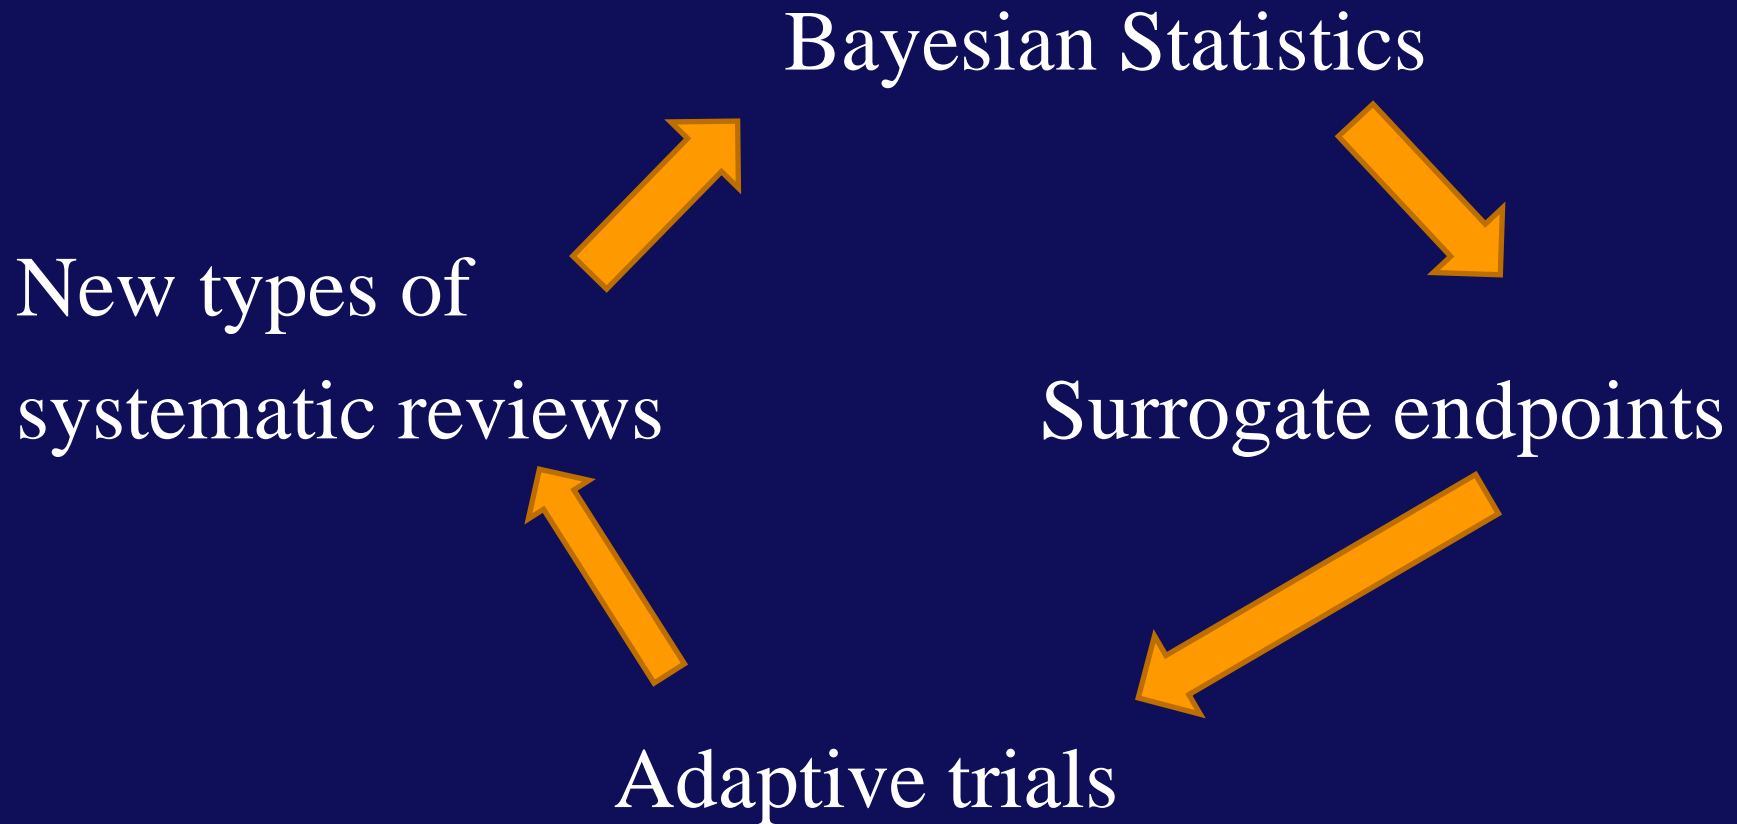 Bayesian Statistics
New types of
systematic reviews
Surrogate endpoints
Adaptive trials